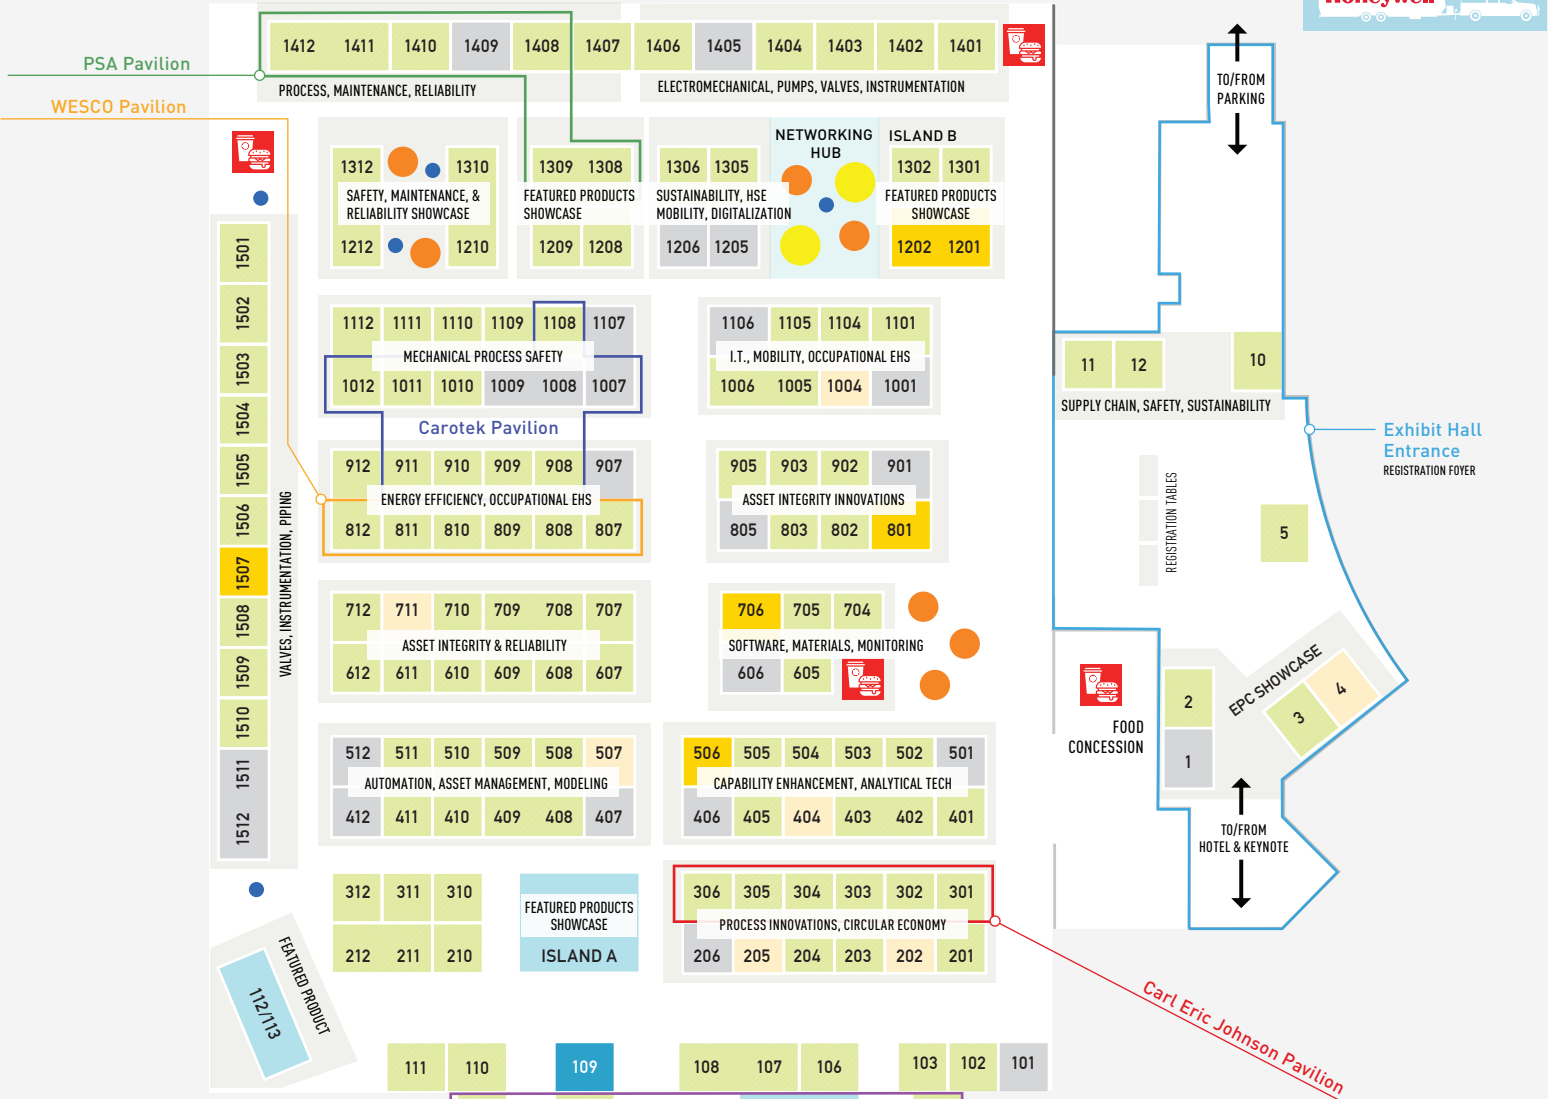 Honeywell
PSA Pavilion
WESCO Pavilion
1412 1411 1410 1409 1408 1407 1406 1405 1404 1403 1402 1401
PROCESS, MAINTENANCE, RELIABILITY
ELECTROMECHANICAL, PUMPS, VALVES, INSTRUMENTATION
TO/FROM
PARKING
1312 1310
SAFETY, MAINTENANCE, &
RELIABILITY SHOWCASE
1212 1210
1309 1308
FEATURED PRODUCTS
SHOWCASE
1209 1208
1306 1305
SUSTAINABILITY, HSE
MOBILITY, DIGITALIZATION
1206 1205
NETWORKING
HUB
ISLAND B
1302 1301
FEATURED PRODUCTS
SHOWCASE
1202 1201
1501
1502
1503
1504
1505
1506
1507
1508
1509
1510
1511
1512
VALVES, INSTRUMENTATION, PIPING
1112 1111 1110 1109 1108 1107
MECHANICAL PROCESS SAFETY
1012 1011 1010 1009 1008 1007
Carotek Pavilion
1106 1105 1104 1101
I.T., MOBILITY, OCCUPATIONAL EHS
1006 1005 1004 1001
11 12 10
SUPPLY CHAIN, SAFETY, SUSTAINABILITY
Exhibit Hall
Entrance
REGISTRATION FOYER
912 911 910 909 908 907
ENERGY EFFICIENCY, OCCUPATIONAL EHS
812 811 810 809 808 807
905 903 902 901
ASSET INTEGRITY INNOVATIONS
805 803 802 801
REGISTRATION TABLES
5
712 711 710 709 708 707
ASSET INTEGRITY & RELIABILITY
612 611 610 609 608 607
706 705 704
SOFTWARE, MATERIALS, MONITORING
606 605
EPC SHOWCASE
2
1
3
4
FOOD
CONCESSION
512 511 510 509 508 507
AUTOMATION, ASSET MANAGEMENT, MODELING
412 411 410 409 408 407
506 505 504 503 502 501
CAPABILITY ENHANCEMENT, ANALYTICAL TECH
406 405 404 403 402 401
TO/FROM
HOTEL & KEYNOTE
312 311 310
212 211 210
FEATURED PRODUCTS
SHOWCASE
ISLAND A
306 305 304 303 302 301
PROCESS INNOVATIONS, CIRCULAR ECONOMY
206 205 204 203 202 201
Carl Eric Johnson Pavilion
FEATURED PRODUCT
112/113
111 110 109 108 107 106 103 102 101